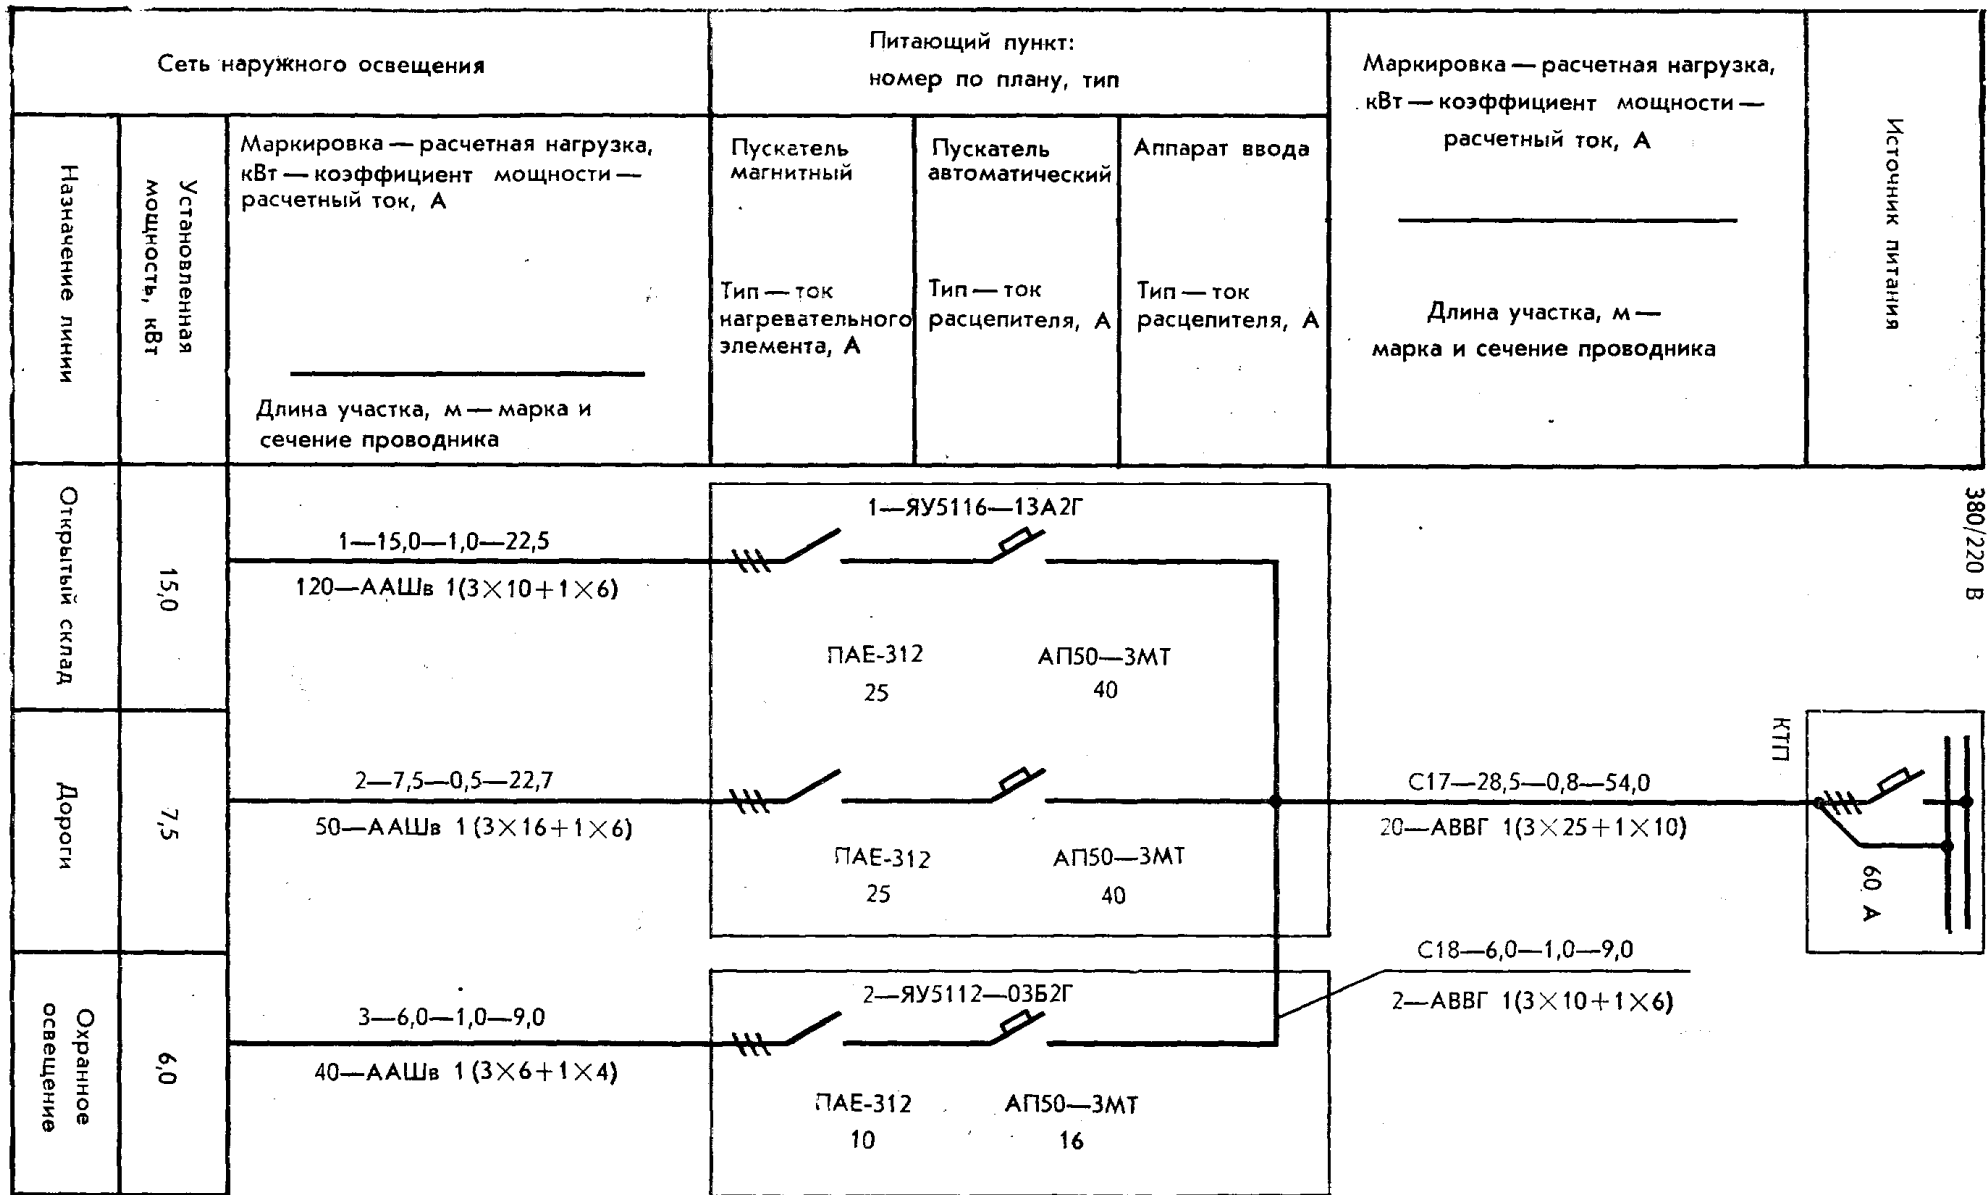 Сеть наружного освещения
Питающий пункт:
номер по плану, тип
Маркировка — расчетная нагрузка,
кВт — коэффициент мощности —
расчетный ток, А
Длина участка, м —
марка и сечение проводника
Источник питания
Назначение линии
Установленная
мощность, кВт
Маркировка — расчетная нагрузка,
кВт — коэффициент мощности —
расчетный ток, А
Длина участка, м — марка и
сечение проводника
Пускатель
магнитный
Тип — ток
нагревательного
элемента, А
Пускатель
автоматический
Тип — ток
расцепителя, А
Аппарат ввода
Тип — ток
расцепителя, А
380/220 В
Открытый склад
15,0
1—15,0—1,0—22,5
120—ААШв 1(3×10+1×6)
1—ЯУ5116—13А2Г
ПАЕ-312
25
АП50—3МТ
40
Дороги
7,5
2—7,5—0,5—22,7
50—ААШв 1(3×16+1×6)
ПАЕ-312
25
АП50—3МТ
40
С17—28,5—0,8—54,0
20—АВВГ 1(3×25+1×10)
КТП
60 А
Охранное
освещение
6,0
3—6,0—1,0—9,0
40—ААШв 1(3×6+1×4)
2—ЯУ5112—03Б2Г
ПАЕ-312
10
АП50—3МТ
16
С18—6,0—1,0—9,0
2—АВВГ 1(3×10+1×6)